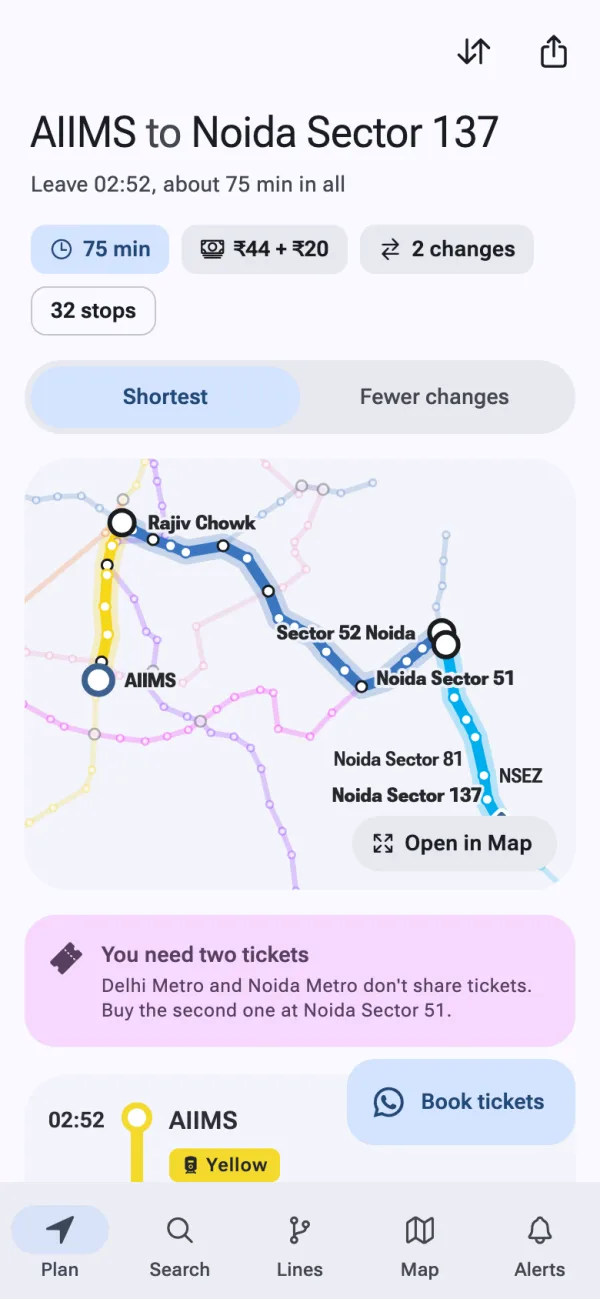 AIIMS to Noida Sector 137
Leave 02:52, about 75 min in all
75 min
₹44 + ₹20
2 changes
32 stops
Shortest
Fewer changes
Rajiv Chowk
Sector 52 Noida
AIIMS
Noida Sector 51
Noida Sector 81
NSEZ
Noida Sector 137
Open in Map
You need two tickets
Delhi Metro and Noida Metro don't share tickets.
Buy the second one at Noida Sector 51.
Book tickets
02:52
AIIMS
Yellow
Plan
Search
Lines
Map
Alerts